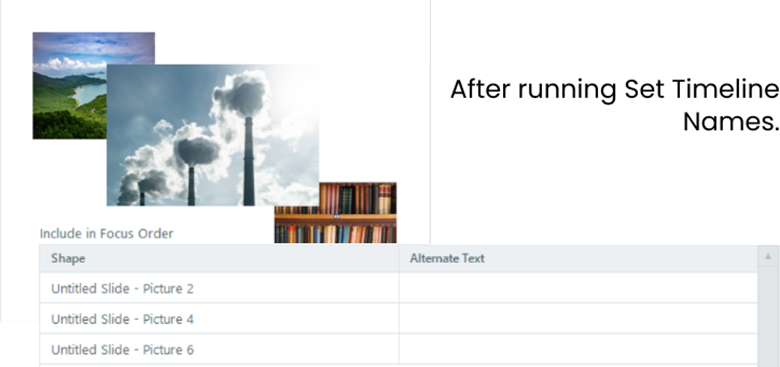 After running Set Timeline
Names.
Include in Focus Order
Shape
Alternate Text
Untitled Slide - Picture 2
Untitled Slide - Picture 4
Untitled Slide - Picture 6